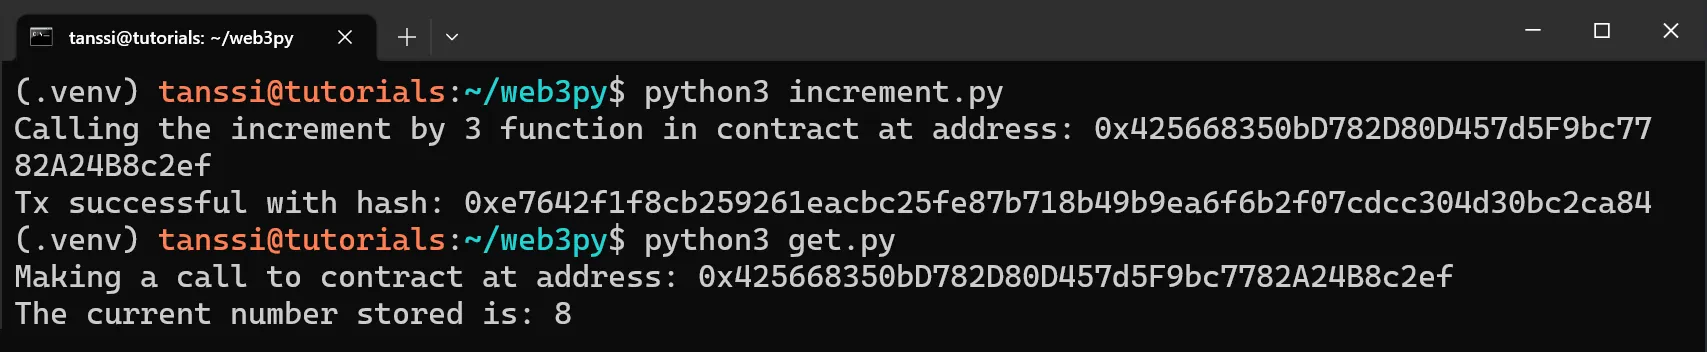 tanssi@tutorials: ~/web3py
(.venv) tanssi@tutorials:~/web3py$ python3 increment.py
Calling the increment by 3 function in contract at address: 0x425668350bD782D80D457d5F9bc77
82A24B8c2ef
Tx successful with hash: 0xe7642f1f8cb259261eacbc25fe87b718b49b9ea6f6b2f07cdcc304d30bc2ca84
(.venv) tanssi@tutorials:~/web3py$ python3 get.py
Making a call to contract at address: 0x425668350bD782D80D457d5F9bc7782A24B8c2ef
The current number stored is: 8